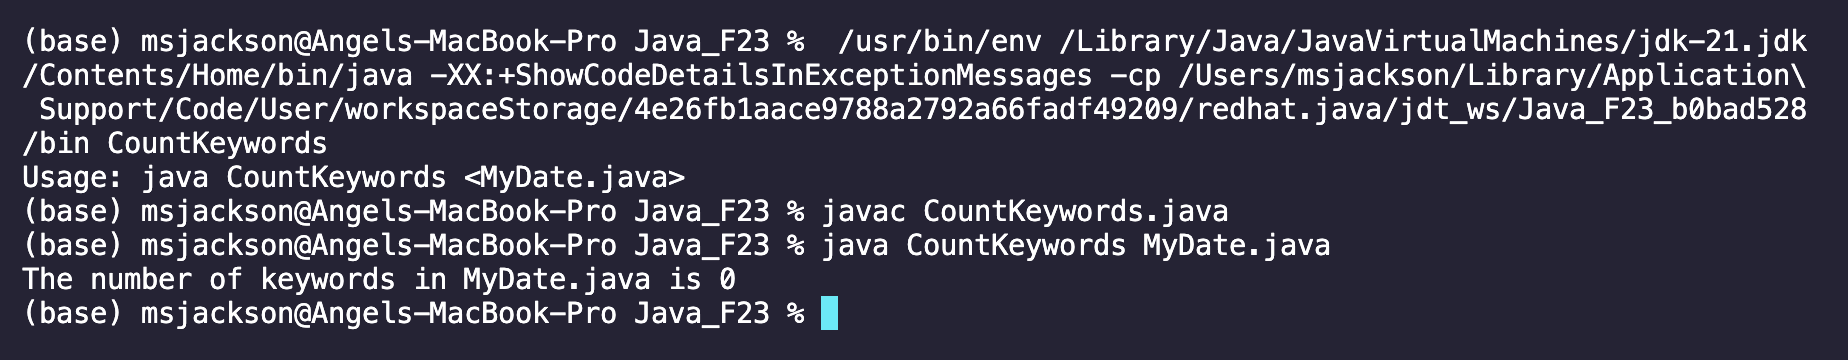 (base) msjackson@Angels-MacBook-Pro Java_F23 %  /usr/bin/env /Library/Java/JavaVirtualMachines/jdk-21.jdk
/Contents/Home/bin/java -XX:+ShowCodeDetailsInExceptionMessages -cp /Users/msjackson/Library/Application\
 Support/Code/User/workspaceStorage/4e26fb1aace9788a2792a66fadf49209/redhat.java/jdt_ws/Java_F23_b0bad528
/bin CountKeywords
Usage: java CountKeywords <MyDate.java>
(base) msjackson@Angels-MacBook-Pro Java_F23 % javac CountKeywords.java
(base) msjackson@Angels-MacBook-Pro Java_F23 % java CountKeywords MyDate.java
The number of keywords in MyDate.java is 0
(base) msjackson@Angels-MacBook-Pro Java_F23 %